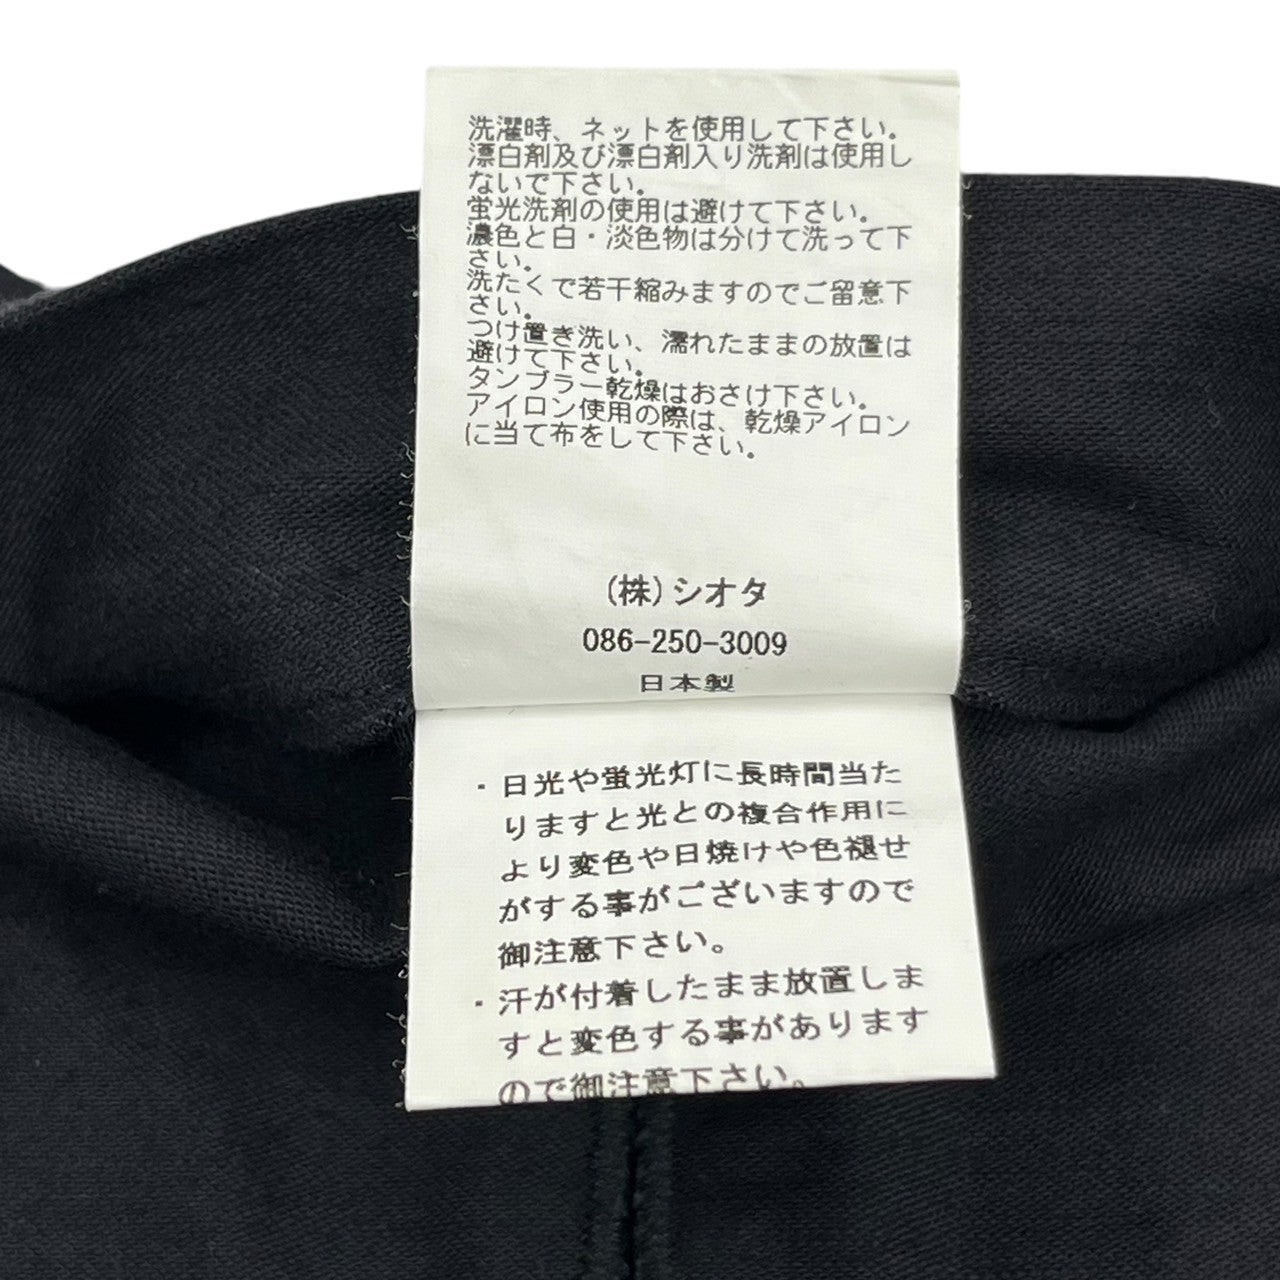 洗濯時、ネットを使用して下さい。
漂白剤及び漂白剤入り洗剤は使用し
ないで下さい。
蛍光洗剤の使用は避けて下さい。
濃色と白・淡色物は分けて洗って下
さい。
洗たくで若干縮みますのでご留意下
さい。
つけ置き洗い、濡れたままの放置は
避けて下さい。
タンブラー乾燥はおさけ下さい。
アイロン使用の際は、乾燥アイロン
に当て布をして下さい。
(株)シオタ
086-250-3009
日本製
・日光や蛍光灯に長時間当た
りますと光との複合作用に
より変色や日焼けや色褪せ
がする事がございますので
御注意下さい。
・汗が付着したまま放置しま
すと変色する事があります
ので御注意下さい。